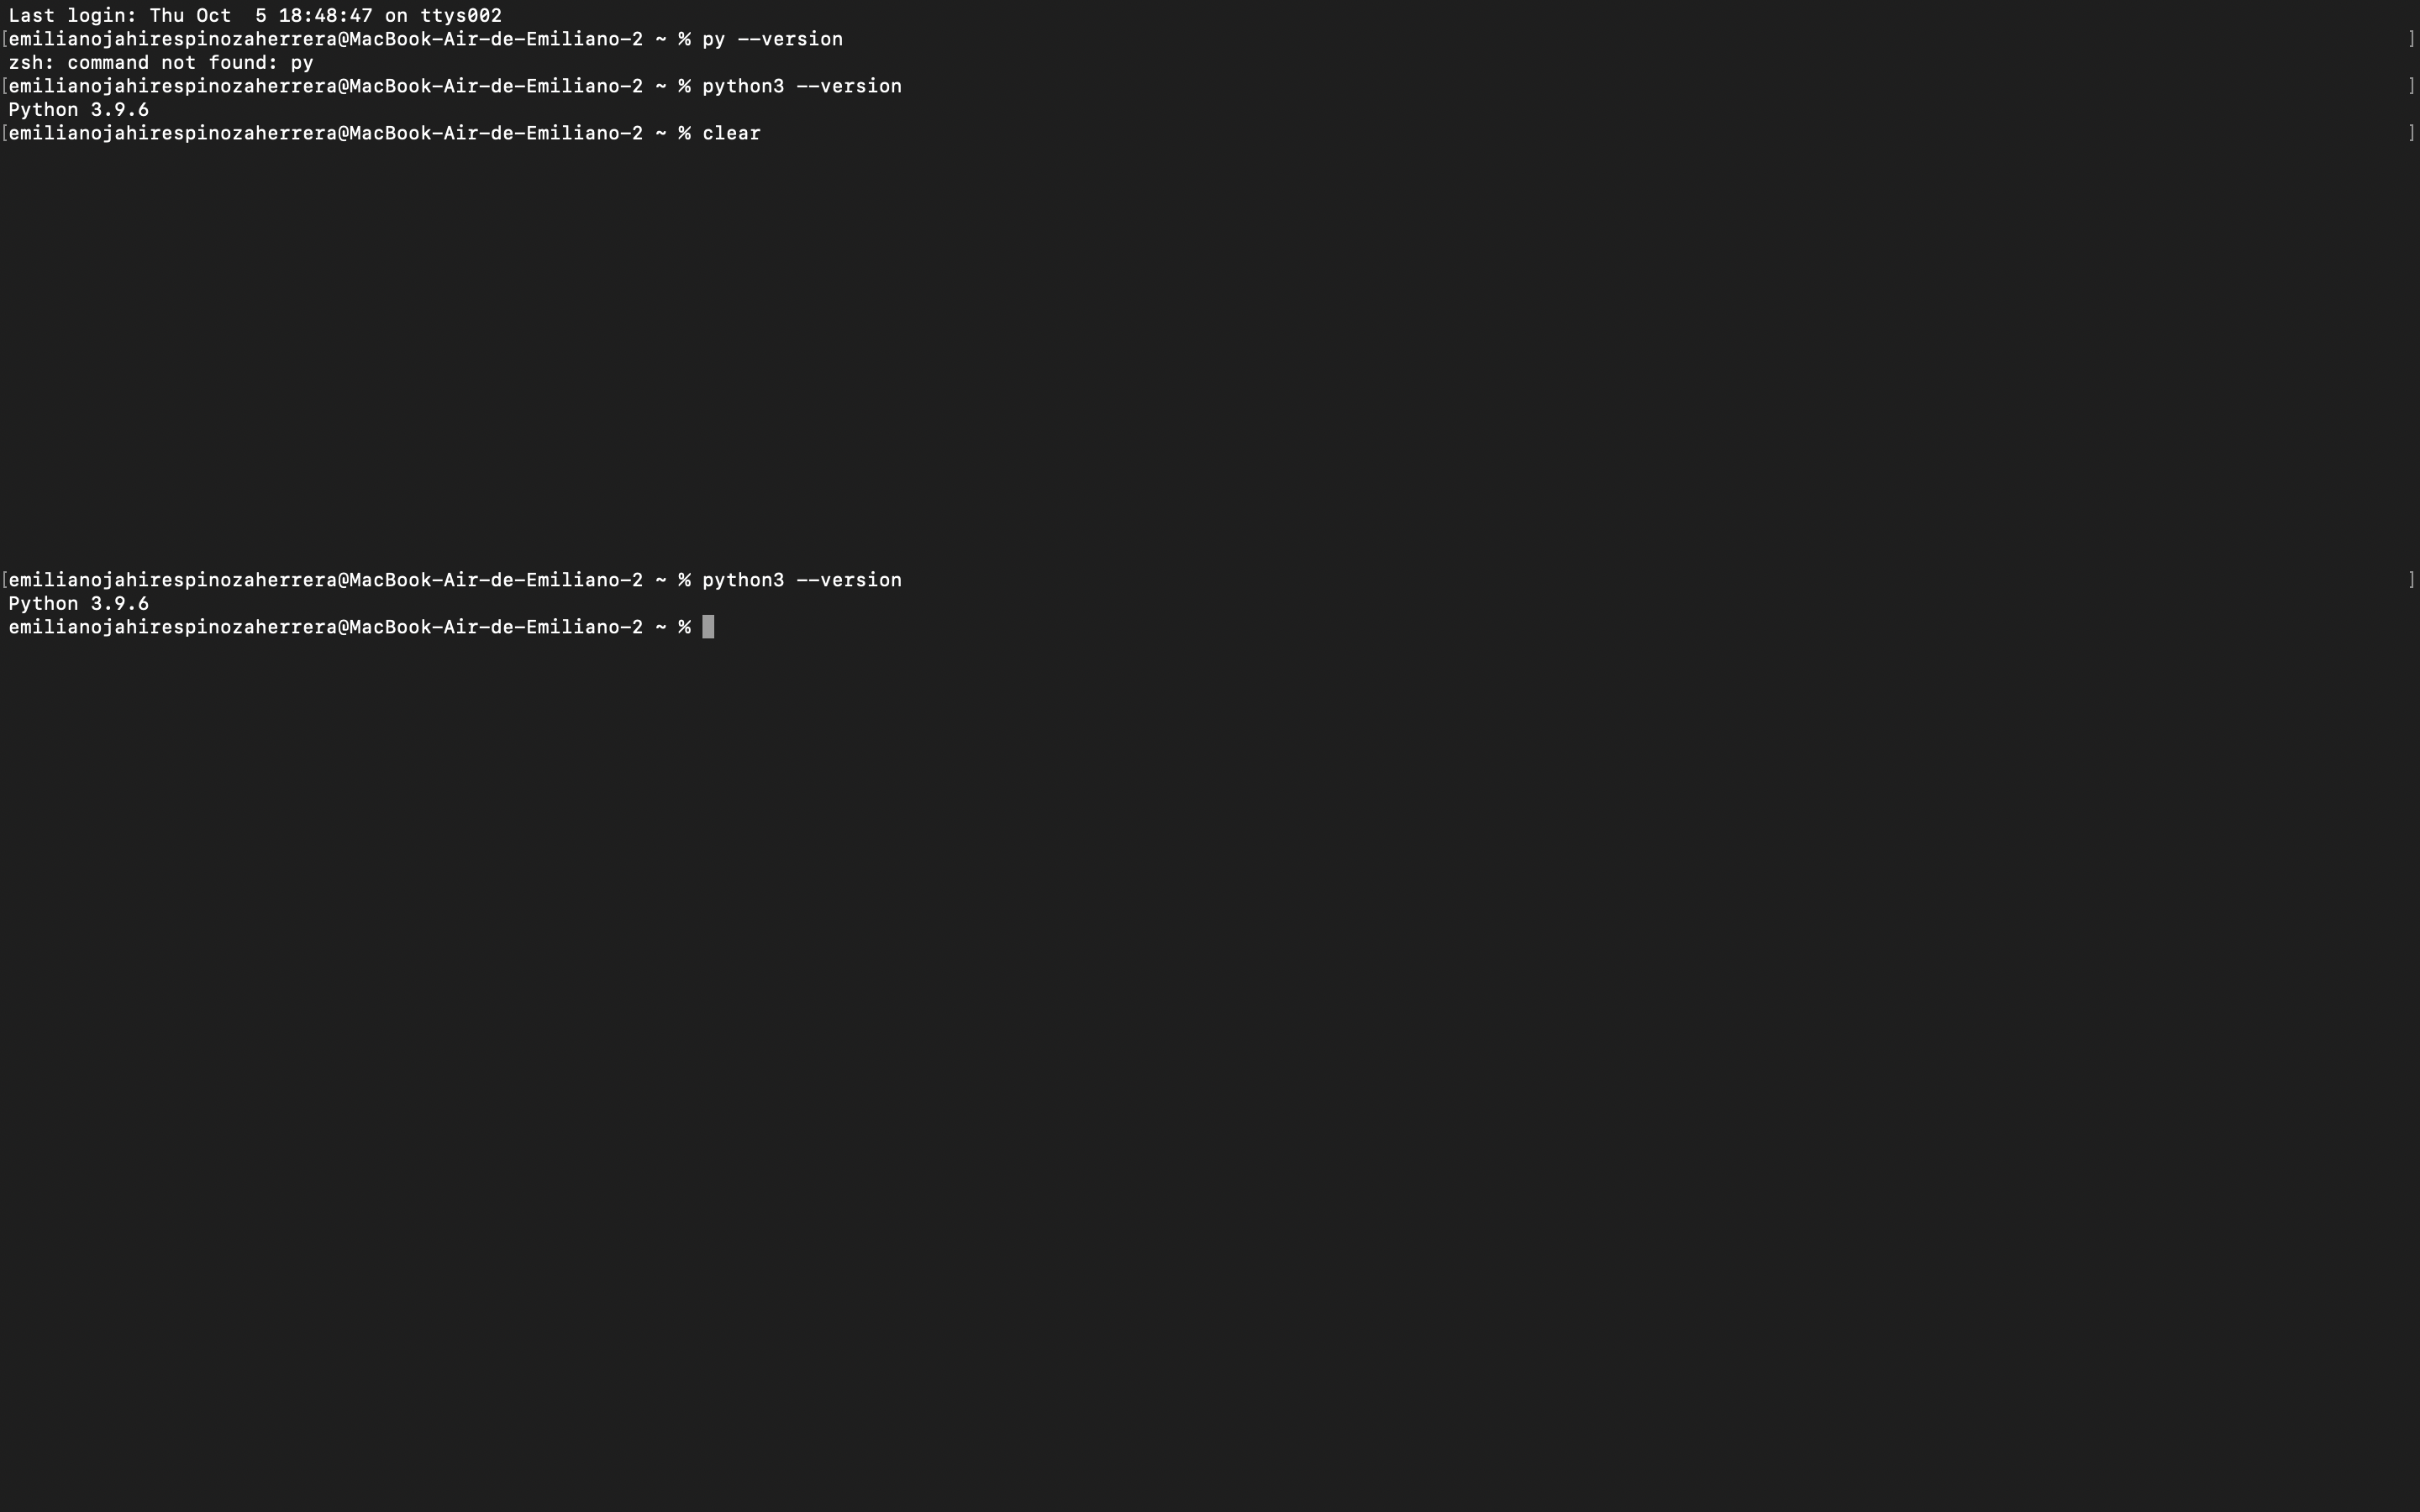 Last login: Thu Oct  5 18:48:47 on ttys002
[emilianojahirespinozaherrera@MacBook-Air-de-Emiliano-2 ~ % py --version ]
zsh: command not found: py
[emilianojahirespinozaherrera@MacBook-Air-de-Emiliano-2 ~ % python3 --version ]
Python 3.9.6
[emilianojahirespinozaherrera@MacBook-Air-de-Emiliano-2 ~ % clear ]
[emilianojahirespinozaherrera@MacBook-Air-de-Emiliano-2 ~ % python3 --version ]
Python 3.9.6
emilianojahirespinozaherrera@MacBook-Air-de-Emiliano-2 ~ %